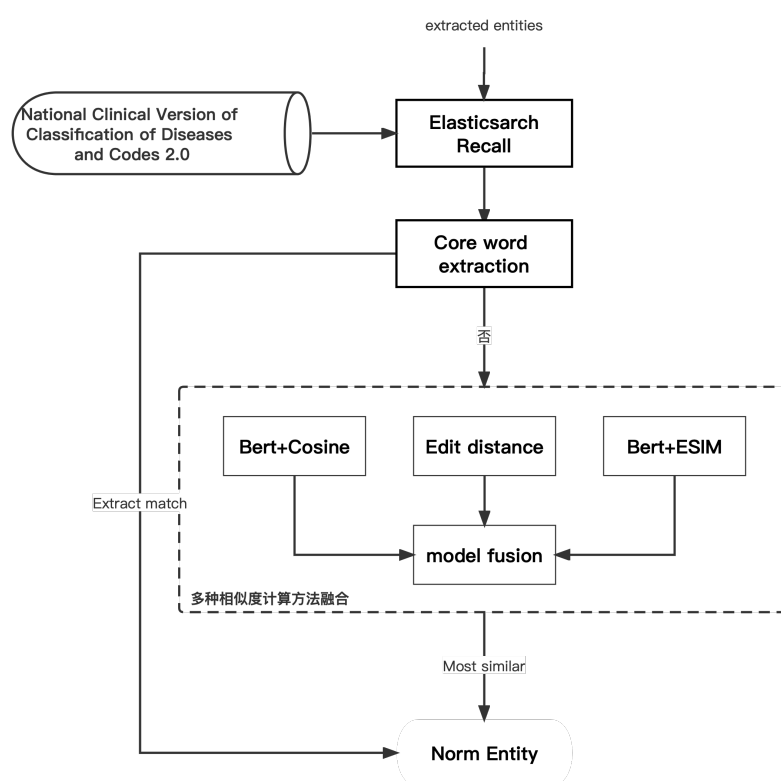 extracted entities
National Clinical Version of
Classification of Diseases
and Codes 2.0
Elasticsarch
Recall
Core word
extraction
否
Bert+Cosine
Edit distance
Bert+ESIM
Extract match
model fusion
多种相似度计算方法融合
Most similar
Norm Entity